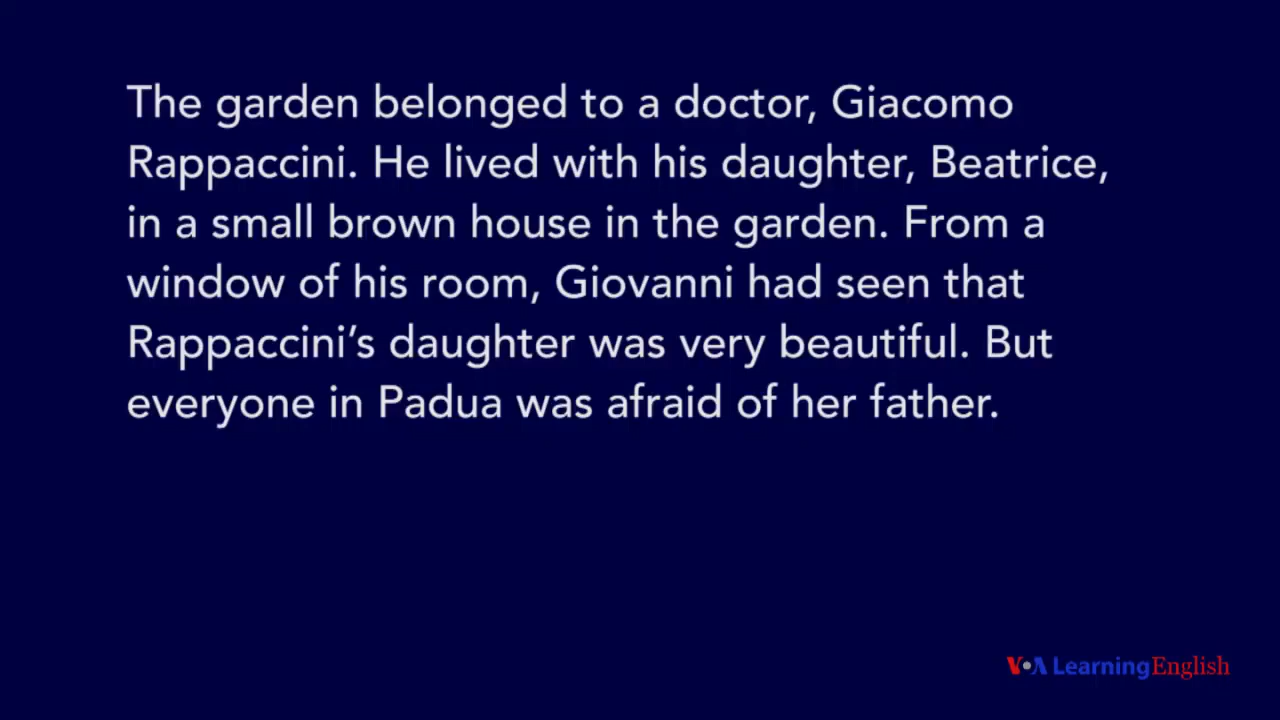 The garden belonged to a doctor, Giacomo
Rappaccini. He lived with his daughter, Beatrice,
in a small brown house in the garden. From a
window of his room, Giovanni had seen that
Rappaccini’s daughter was very beautiful. But
everyone in Padua was afraid of her father.
VOA Learning English